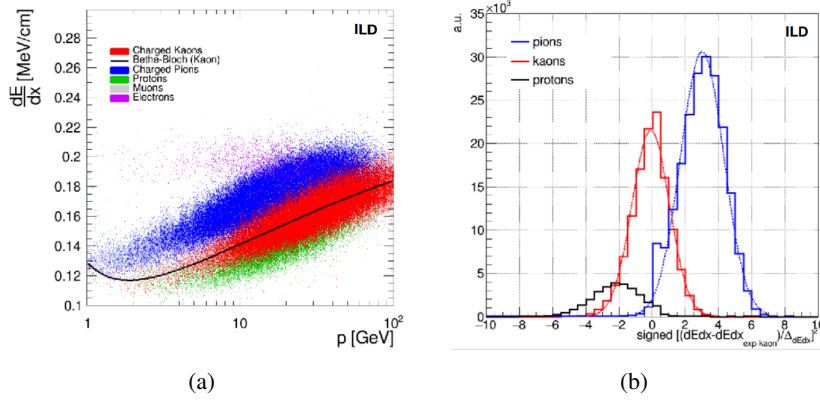 ILD
dE/dx [MeV/cm]
0.28
0.26
0.24
0.22
0.2
0.18
0.16
0.14
0.12
0.1
Charged Kaons
Bethe-Bloch (Kaon)
Charged Pions
Protons
Muons
Electrons
1 10 10²
p [GeV]
(a)
×10³
a.u.
ILD
35
30
25
20
15
10
5
0
pions
kaons
protons
−10 −8 −6 −4 −2 0 2 4 6 8 10
signed [(dEdx-dEdx exp-kaon)/Δ dEdx]²
(b)